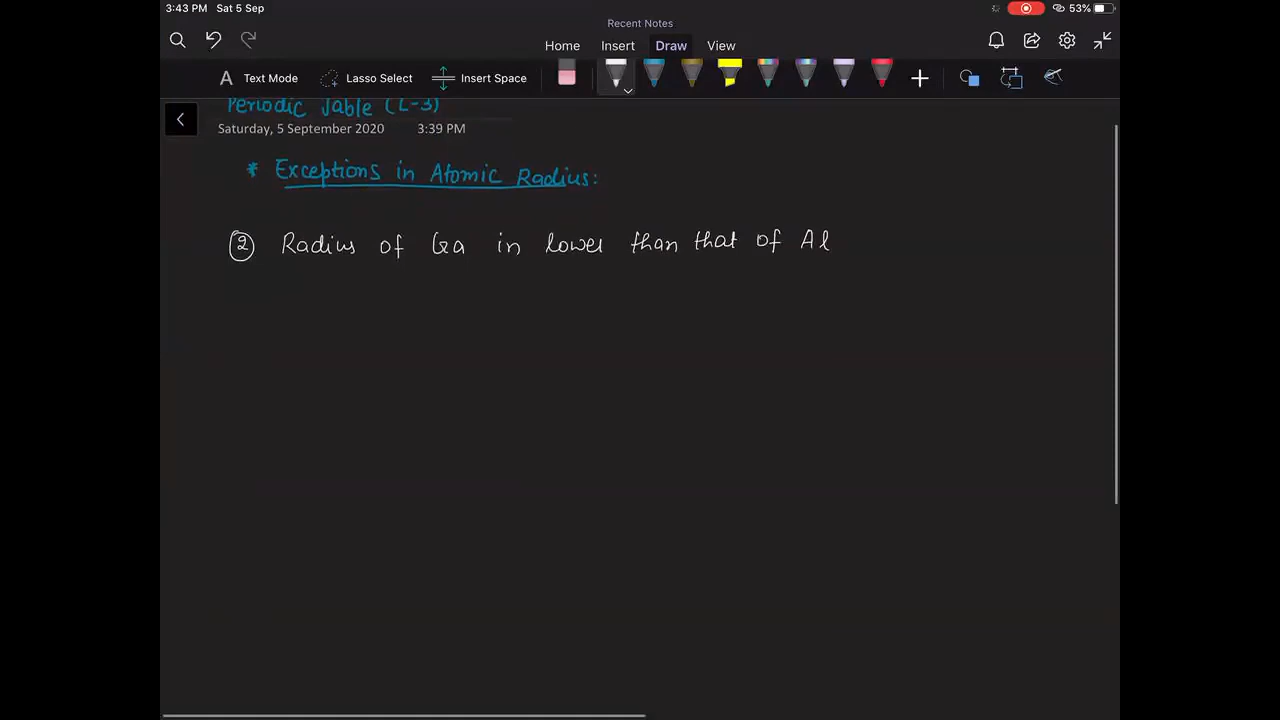 3:43 PM Sat 5 Sep
53%
Recent Notes
Home Insert Draw View
Text Mode Lasso Select Insert Space
Periodic Table (L-3)
Saturday, 5 September 2020 3:39 PM
* Exceptions in Atomic Radius:
② Radius of Ga in lower than that of Al